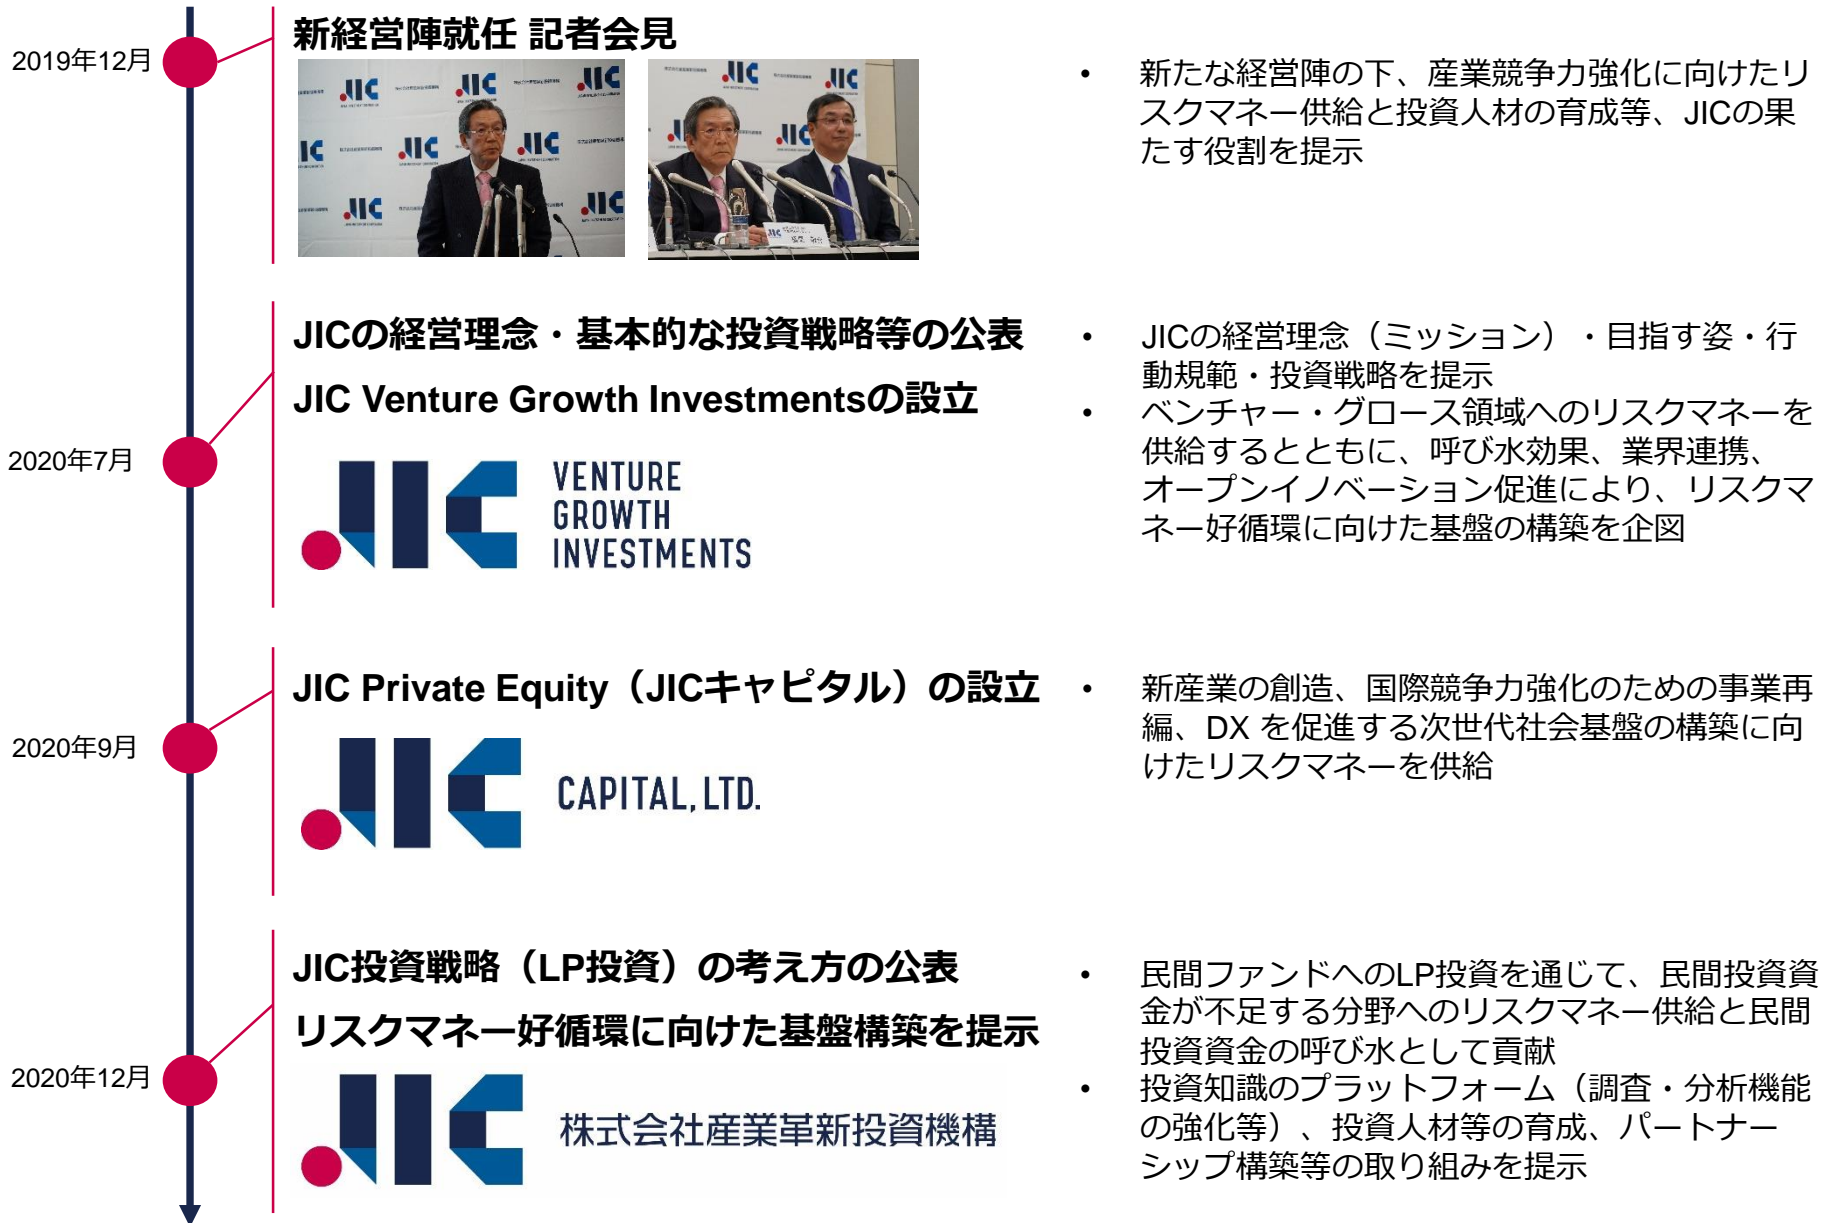 2019年12月
新経営陣就任 記者会見
JIC
JIC
JIC
JIC
JIC
JIC
JIC
JIC
JIC
JIC
JIC
• 新たな経営陣の下、産業競争力強化に向けたリ
スクマネー供給と投資人材の育成等、JICの果
たす役割を提示
2020年7月
JICの経営理念・基本的な投資戦略等の公表
JIC Venture Growth Investmentsの設立
JIC
VENTURE
GROWTH
INVESTMENTS
• JICの経営理念（ミッション）・目指す姿・行
動規範・投資戦略を提示
• ベンチャー・グロース領域へのリスクマネーを
供給するとともに、呼び水効果、業界連携、
オープンイノベーション促進により、リスクマ
ネー好循環に向けた基盤の構築を企図
2020年9月
JIC Private Equity（JICキャピタル）の設立
JIC
CAPITAL, LTD.
• 新産業の創造、国際競争力強化のための事業再
編、DX を促進する次世代社会基盤の構築に向
けたリスクマネーを供給
2020年12月
JIC投資戦略（LP投資）の考え方の公表
リスクマネー好循環に向けた基盤構築を提示
JIC
株式会社産業革新投資機構
• 民間ファンドへのLP投資を通じて、民間投資資
金が不足する分野へのリスクマネー供給と民間
投資資金の呼び水として貢献
• 投資知識のプラットフォーム（調査・分析機能
の強化等）、投資人材等の育成、パートナー
シップ構築等の取り組みを提示